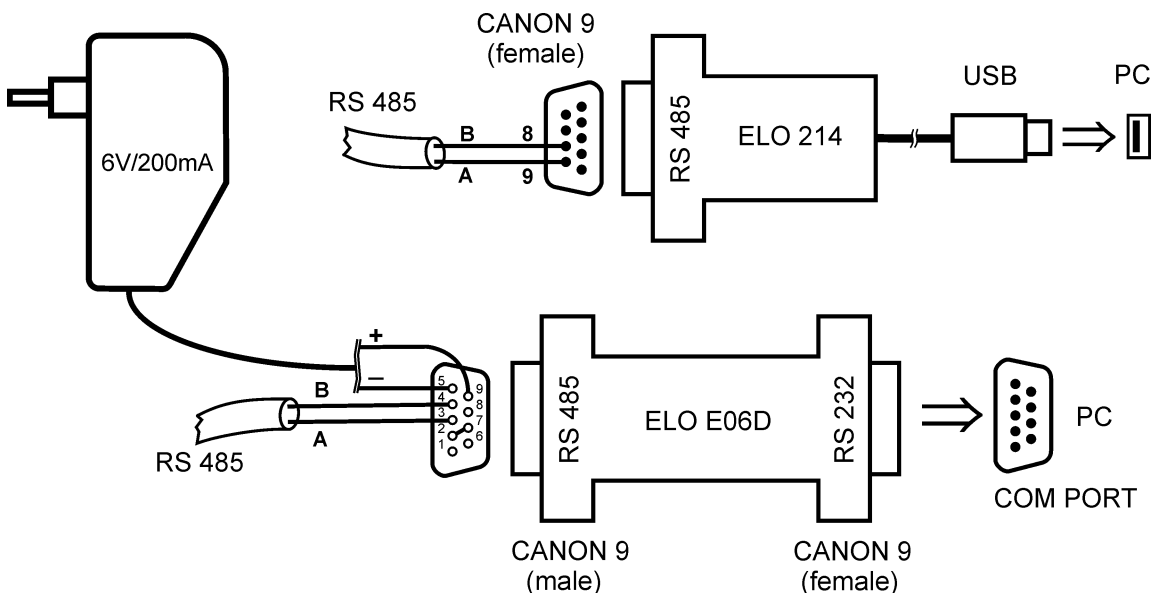 CANON 9
(female)
RS 485
B
8
A
9
RS 485
ELO 214
USB
PC
6V/200mA
+
–
B
A
RS 485
5
4
3
2
1
9
8
7
6
RS 485
ELO E06D
RS 232
PC
COM PORT
CANON 9
(male)
CANON 9
(female)